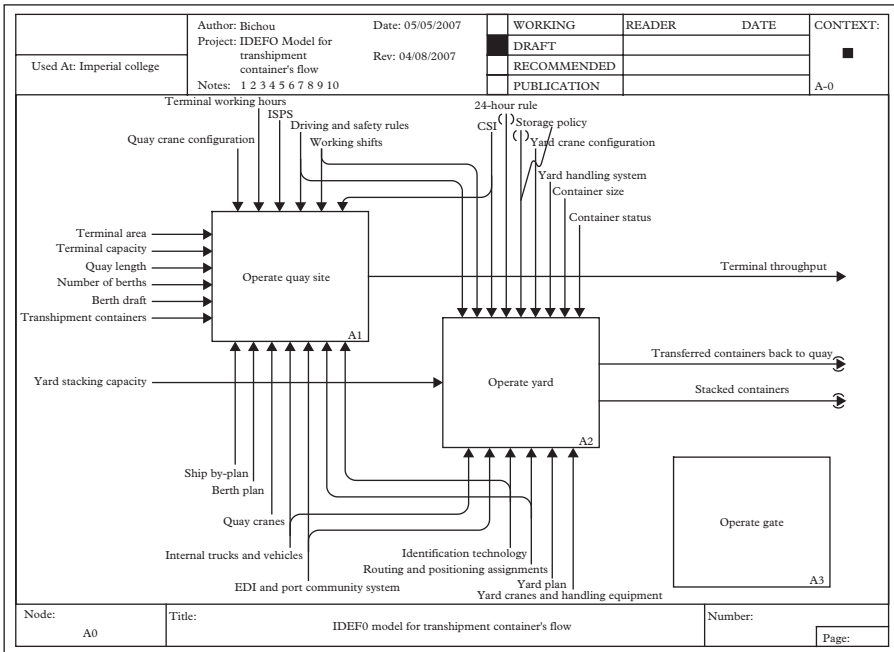 Author: Bichou
Date: 05/05/2007
Project: IDEFO Model for
transhipment
container's flow
Rev: 04/08/2007
Notes: 1 2 3 4 5 6 7 8 9 10
Used At: Imperial college
WORKING
DRAFT
RECOMMENDED
PUBLICATION
READER
DATE
CONTEXT:
A-0
Terminal working hours
ISPS
Driving and safety rules
Quay crane configuration
Working shifts
24-hour rule
CSI
Storage policy
Yard crane configuration
Yard handling system
Container size
Container status
Terminal area
Terminal capacity
Quay length
Number of berths
Berth draft
Transhipment containers
Operate quay site
A1
Terminal throughput
Yard stacking capacity
Operate yard
A2
Transferred containers back to quay
Stacked containers
Ship by-plan
Berth plan
Quay cranes
Internal trucks and vehicles
EDI and port community system
Identification technology
Routing and positioning assignments
Yard plan
Yard cranes and handling equipment
Operate gate
A3
Node:
A0
Title:
IDEF0 model for transhipment container's flow
Number:
Page: